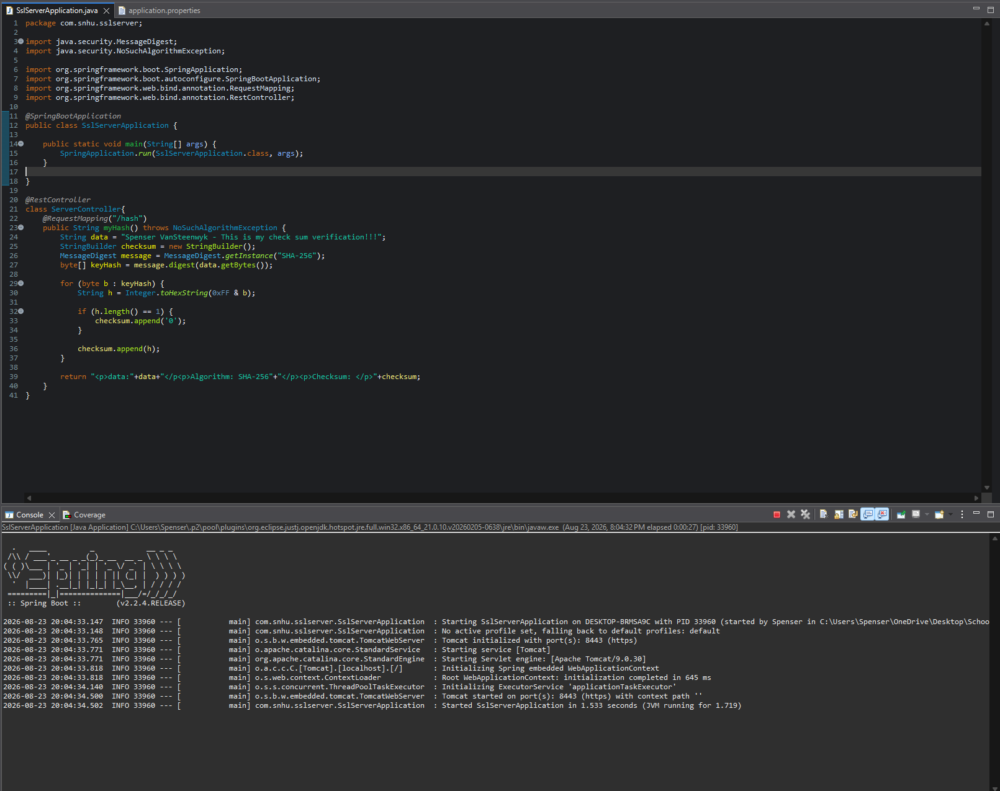 SslServerApplication.java
application.properties
1 package com.snhu.sslserver;
2
3 import java.security.MessageDigest;
4 import java.security.NoSuchAlgorithmException;
5
6 import org.springframework.boot.SpringApplication;
7 import org.springframework.boot.autoconfigure.SpringBootApplication;
8 import org.springframework.web.bind.annotation.RequestMapping;
9 import org.springframework.web.bind.annotation.RestController;
10
11 @SpringBootApplication
12 public class SslServerApplication {
13
14     public static void main(String[] args) {
15         SpringApplication.run(SslServerApplication.class, args);
16     }
17
18 }
19
20 @RestController
21 class ServerController{
22     @RequestMapping("/hash")
23     public String myHash() throws NoSuchAlgorithmException {
24         String data = "Spenser VanSteenwyk - This is my check sum verification!!!";
25         StringBuilder checksum = new StringBuilder();
26         MessageDigest message = MessageDigest.getInstance("SHA-256");
27         byte[] keyHash = message.digest(data.getBytes());
28
29         for (byte b : keyHash) {
30             String h = Integer.toHexString(0xFF & b);
31
32             if (h.length() == 1) {
33                 checksum.append('0');
34             }
35
36             checksum.append(h);
37         }
38
39         return "<p>data:"+data+"</p><p>Algorithm: SHA-256"+"</p><p>Checksum: </p>"+checksum;
40     }
41 }
Console
Coverage
SslServerApplication [Java Application] C:\Users\Spenser\.p2\pool\plugins\org.eclipse.justj.openjdk.hotspot.jre.full.win32.x86_64_21.0.10.v20260205-0638\jre\bin\javaw.exe (Aug 23, 2026, 8:04:32 PM elapsed 0:00:27) [pid: 33960]
  .   ____          _            __ _ _
 /\\ / ___'_ __ _ _(_)_ __  __ _ \ \ \ \
( ( )\___ | '_ | '_| | '_ \/ _` | \ \ \ \
 \\/  ___)| |_)| | | | | || (_| |  ) ) ) )
  '  |____| .__|_| |_|_| |_\__, | / / / /
 =========|_|==============|___/=/_/_/_/
 :: Spring Boot ::        (v2.2.4.RELEASE)
2026-08-23 20:04:33.147  INFO 33960 --- [           main] com.snhu.sslserver.SslServerApplication  : Starting SslServerApplication on DESKTOP-BRMSA9C with PID 33960 (started by Spenser in C:\Users\Spenser\OneDrive\Desktop\Schoo
2026-08-23 20:04:33.148  INFO 33960 --- [           main] com.snhu.sslserver.SslServerApplication  : No active profile set, falling back to default profiles: default
2026-08-23 20:04:33.765  INFO 33960 --- [           main] o.s.b.w.embedded.tomcat.TomcatWebServer  : Tomcat initialized with port(s): 8443 (https)
2026-08-23 20:04:33.771  INFO 33960 --- [           main] o.apache.catalina.core.StandardService   : Starting service [Tomcat]
2026-08-23 20:04:33.771  INFO 33960 --- [           main] org.apache.catalina.core.StandardEngine  : Starting Servlet engine: [Apache Tomcat/9.0.30]
2026-08-23 20:04:33.818  INFO 33960 --- [           main] o.a.c.c.C.[Tomcat].[localhost].[/]       : Initializing Spring embedded WebApplicationContext
2026-08-23 20:04:33.818  INFO 33960 --- [           main] o.s.web.context.ContextLoader            : Root WebApplicationContext: initialization completed in 645 ms
2026-08-23 20:04:34.140  INFO 33960 --- [           main] o.s.s.concurrent.ThreadPoolTaskExecutor  : Initializing ExecutorService 'applicationTaskExecutor'
2026-08-23 20:04:34.500  INFO 33960 --- [           main] o.s.b.w.embedded.tomcat.TomcatWebServer  : Tomcat started on port(s): 8443 (https) with context path ''
2026-08-23 20:04:34.502  INFO 33960 --- [           main] com.snhu.sslserver.SslServerApplication  : Started SslServerApplication in 1.533 seconds (JVM running for 1.719)